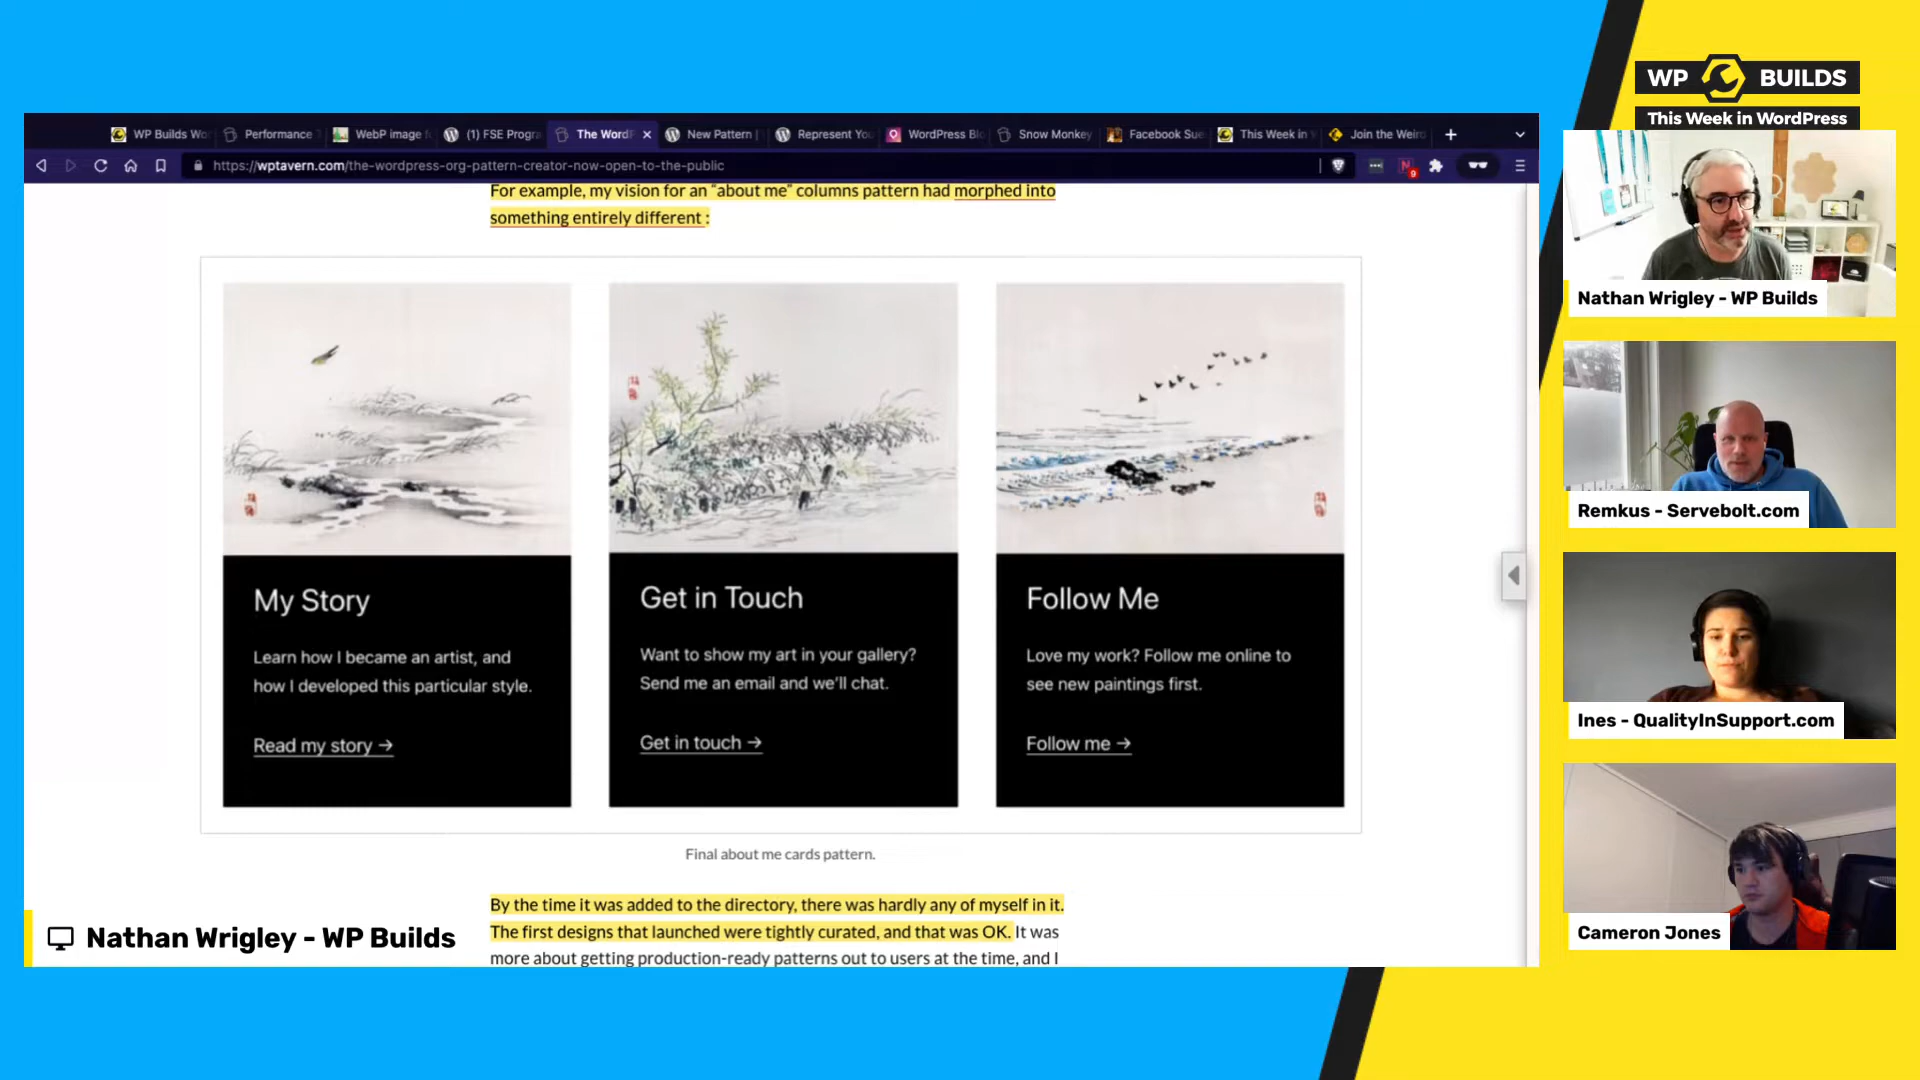 WP BUILDS
This Week in WordPress
WP Builds Wo
Performance
WebP image f
(1) FSE Progra
The WordP
New Pattern |
Represent Yo
WordPress Bl
Snow Monkey
Facebook Sue
This Week in
Join the Weir
https://wptavern.com/the-wordpress-org-pattern-creator-now-open-to-the-public
9
For example, my vision for an "about me" columns pattern had morphed into
something entirely different :
My Story
Learn how I became an artist, and
how I developed this particular style.
Read my story →
Get in Touch
Want to show my art in your gallery?
Send me an email and we'll chat.
Get in touch →
Follow Me
Love my work? Follow me online to
see new paintings first.
Follow me →
Final about me cards pattern.
By the time it was added to the directory, there was hardly any of myself in it.
The first designs that launched were tightly curated, and that was OK. It was
more about getting production-ready patterns out to users at the time, and I
Nathan Wrigley - WP Builds
Nathan Wrigley - WP Builds
Remkus - Servebolt.com
Ines - QualityInSupport.com
Cameron Jones